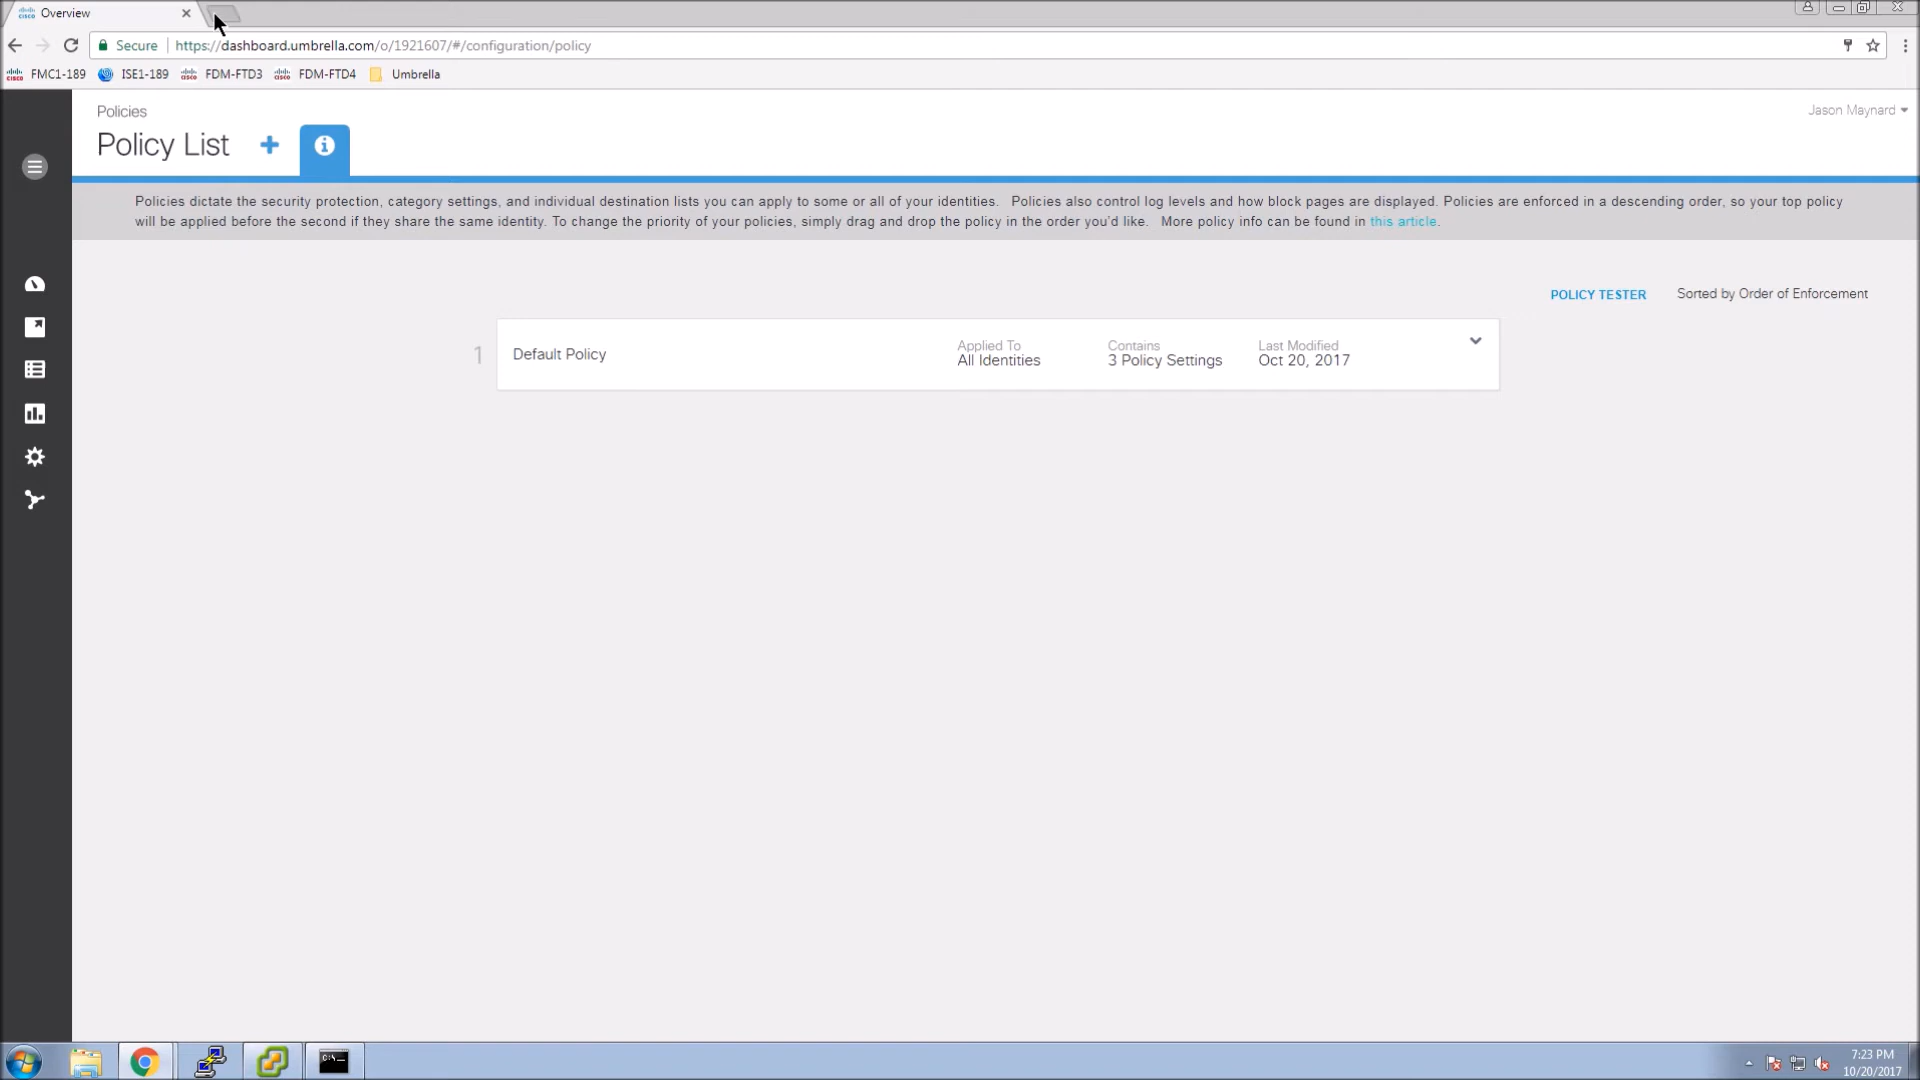 Overview
Secure https://dashboard.umbrella.com/o/1921607/#/configuration/policy
FMC1-189 ISE1-189 FDM-FTD3 FDM-FTD4 Umbrella
Policies
Jason Maynard
Policy List
Policies dictate the security protection, category settings, and individual destination lists you can apply to some or all of your identities. Policies also control log levels and how block pages are displayed. Policies are enforced in a descending order, so your top policy
will be applied before the second if they share the same identity. To change the priority of your policies, simply drag and drop the policy in the order you'd like. More policy info can be found in this article.
POLICY TESTER Sorted by Order of Enforcement
1 Default Policy
Applied To
All Identities
Contains
3 Policy Settings
Last Modified
Oct 20, 2017
7:23 PM
10/20/2017